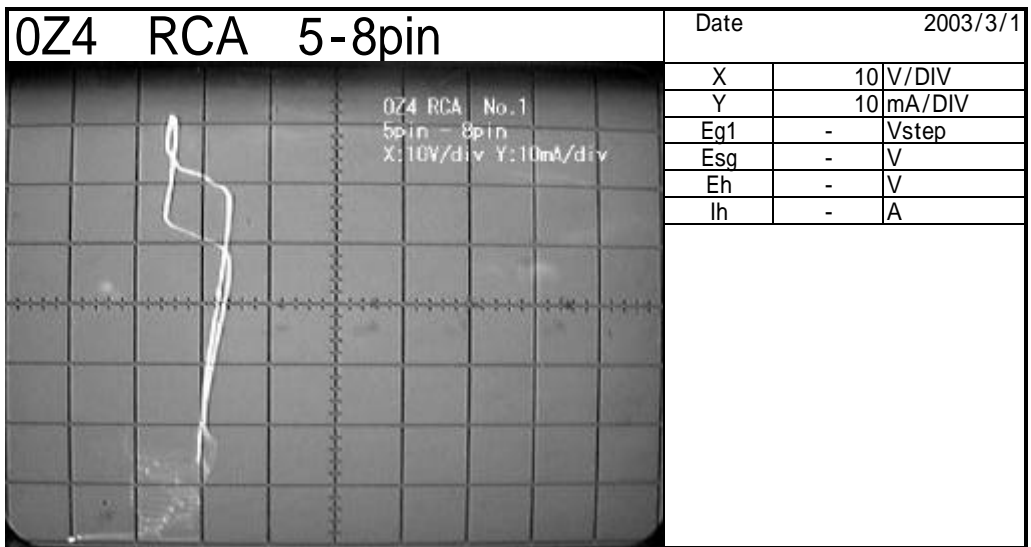 0Z4 RCA 5-8pin
Date 2003/3/1
0Z4 RCA No.1
5pin - 8pin
X:10V/div Y:10mA/div
X 10 V/DIV
Y 10 mA/DIV
Eg1 - Vstep
Esg - V
Eh - V
Ih - A